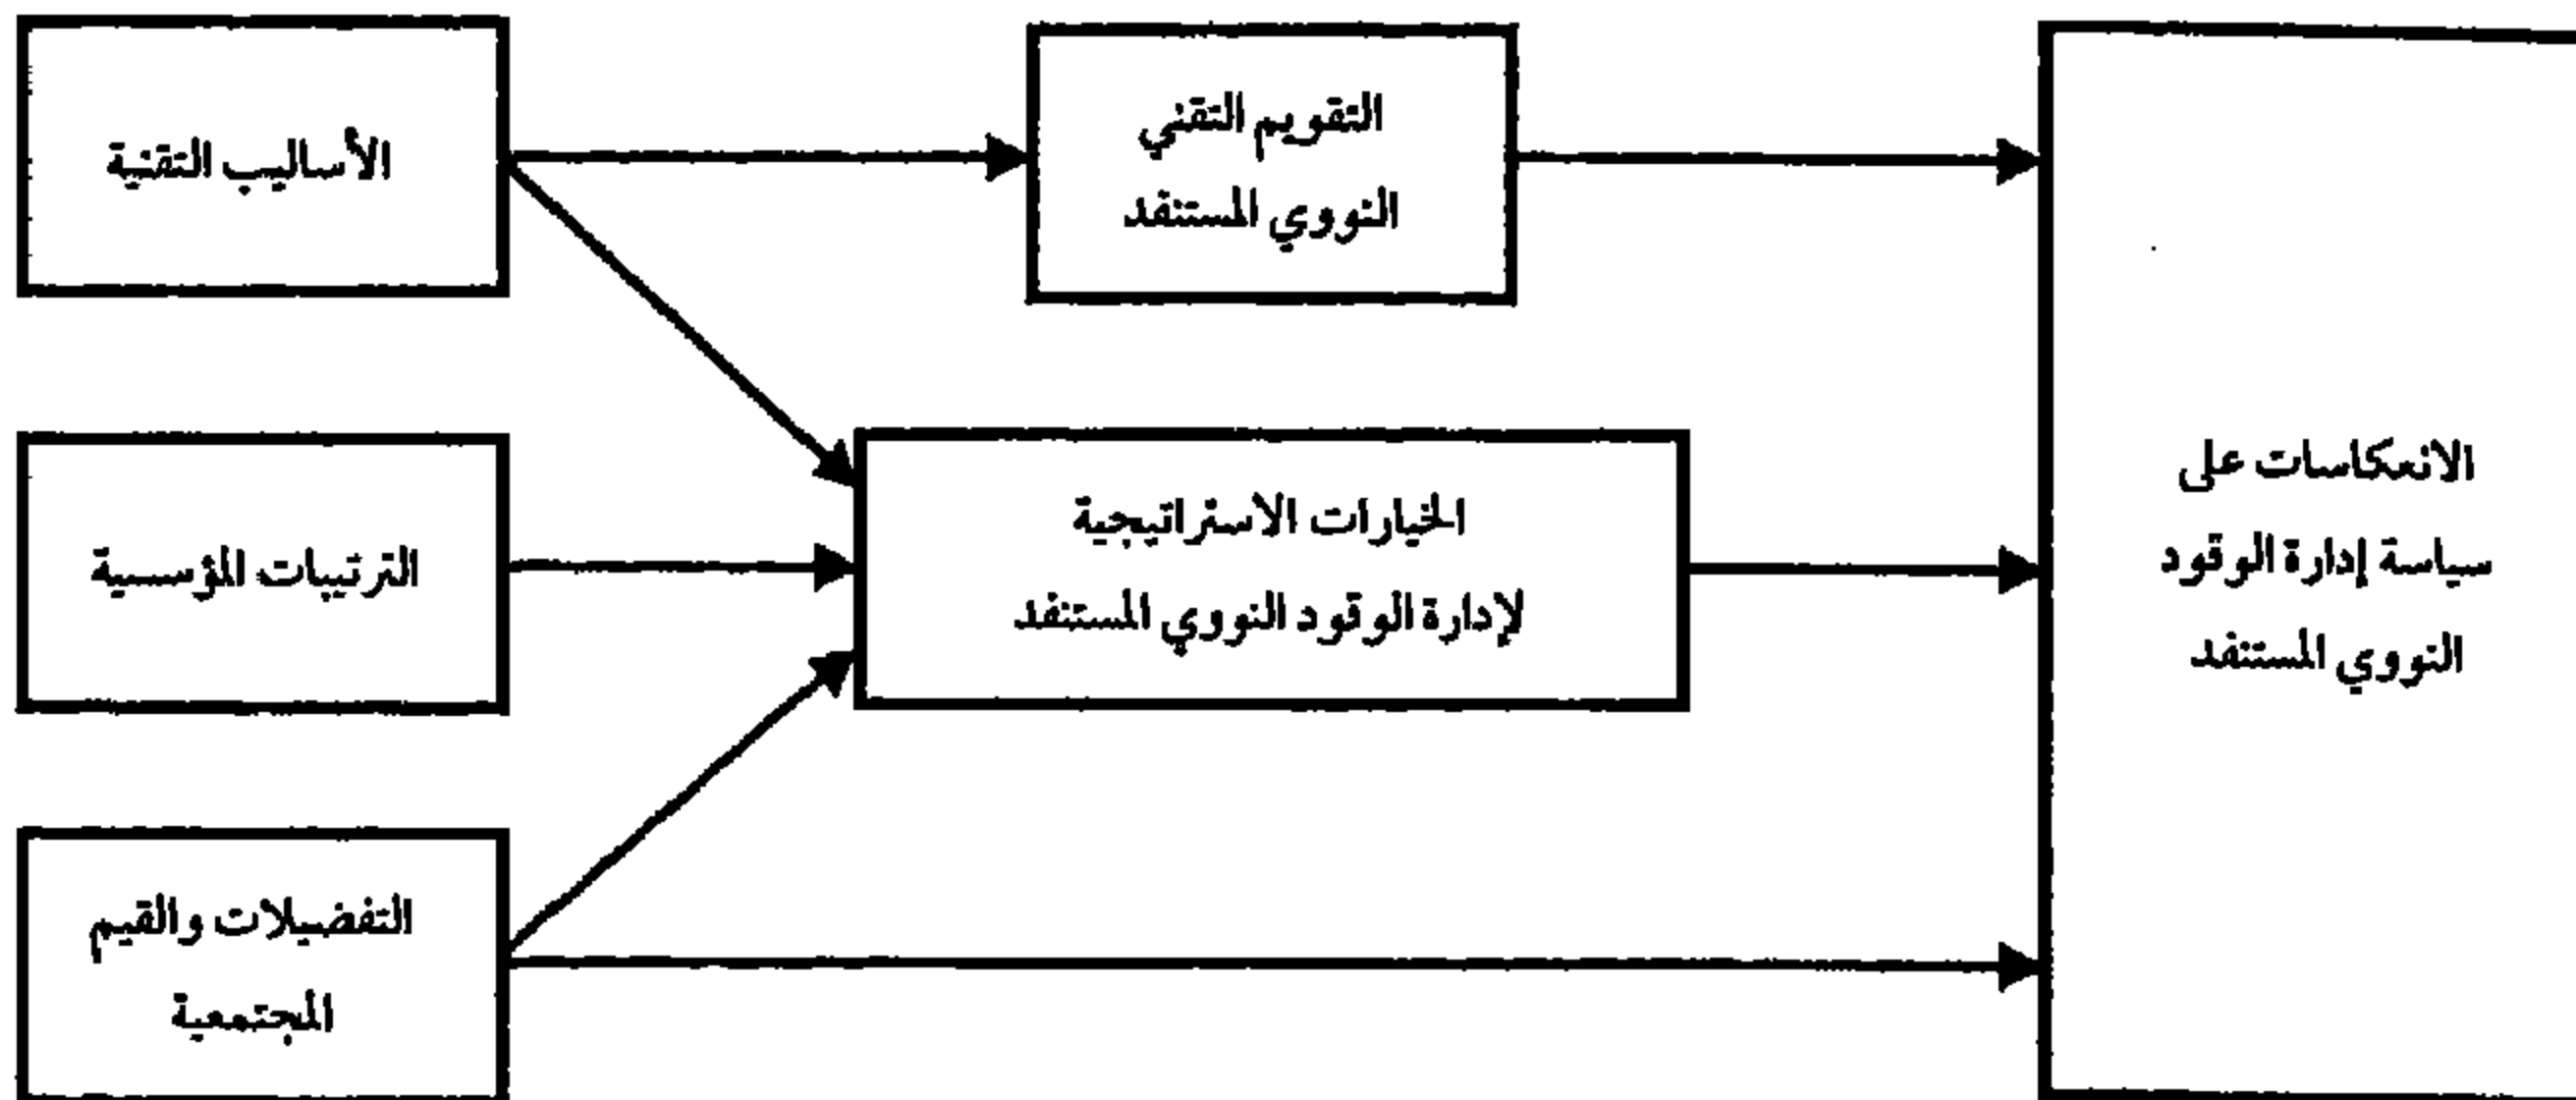 الأساليب التقنية
التقويم التقني
النووي المستنفد
الترتيبات المؤسسية
الخيارات الاستراتيجية
لإدارة الوقود النووي المستنفد
التفضيلات والقيم
المجتمعية
الانعكاسات على
سياسة إدارة الوقود
النووي المستنفد